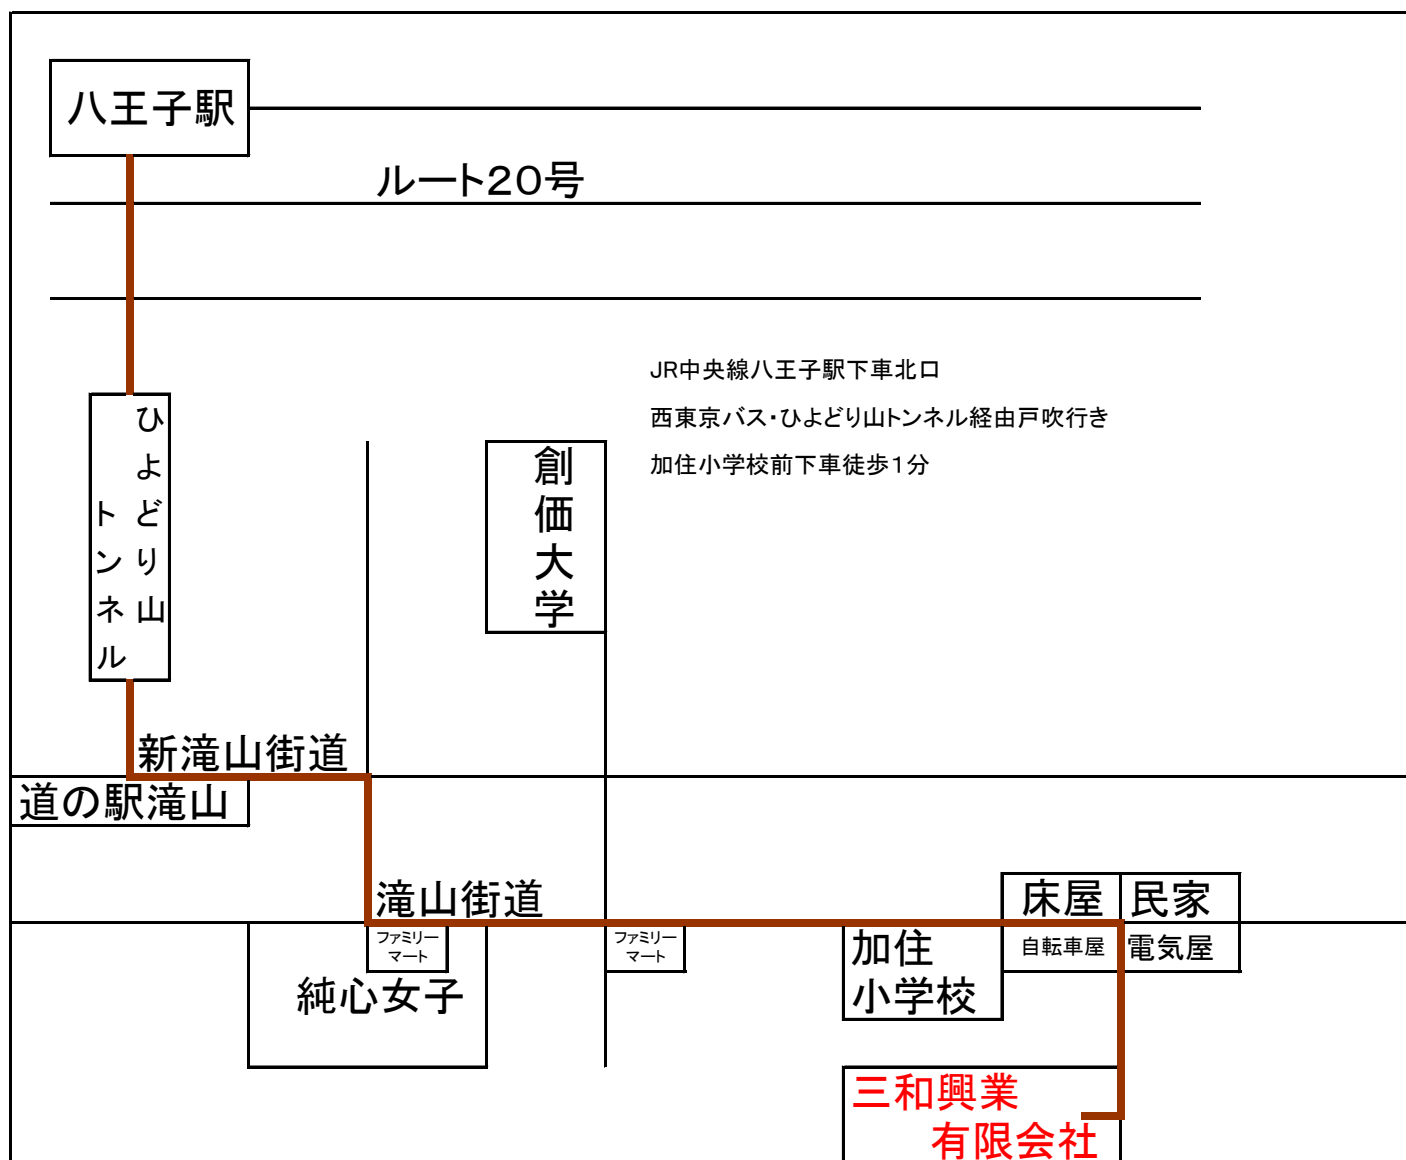 八王子駅
ルート20号
JR中央線八王子駅下車北口
西東京バス・ひよどり山トンネル経由戸吹行き
加住小学校前下車徒歩1分
ひよどり山
トンネル
創価大学
新滝山街道
道の駅滝山
滝山街道
床屋
民家
ファミリー
マート
ファミリー
マート
加住
小学校
自転車屋
電気屋
純心女子
三和興業
有限会社